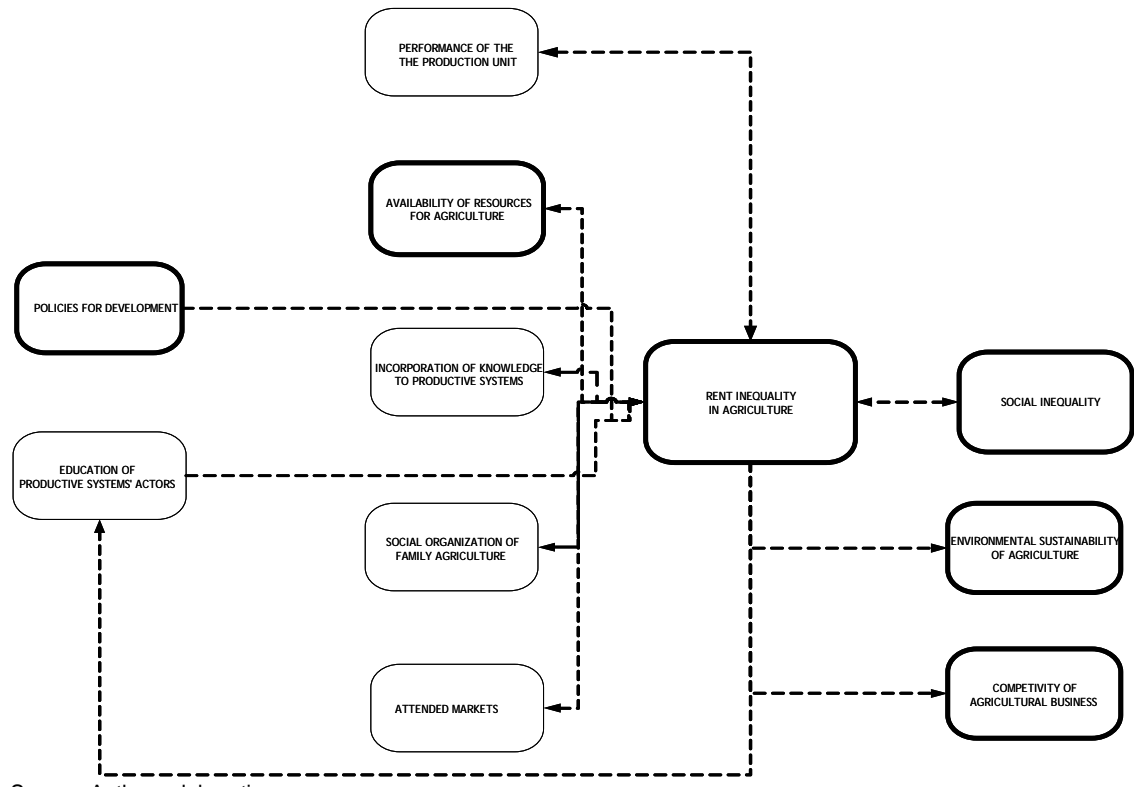 PERFORMANCE OF THE
THE PRODUCTION UNIT
AVAILABILITY OF RESOURCES
FOR AGRICULTURE
POLICIES FOR DEVELOPMENT
INCORPORATION OF KNOWLEDGE
TO PRODUCTIVE SYSTEMS
RENT INEQUALITY
IN AGRICULTURE
SOCIAL INEQUALITY
EDUCATION OF
PRODUCTIVE SYSTEMS' ACTORS
SOCIAL ORGANIZATION OF
FAMILY AGRICULTURE
ENVIRONMENTAL SUSTAINABILITY
OF AGRICULTURE
ATTENDED MARKETS
COMPETIVITY OF
AGRICULTURAL BUSINESS